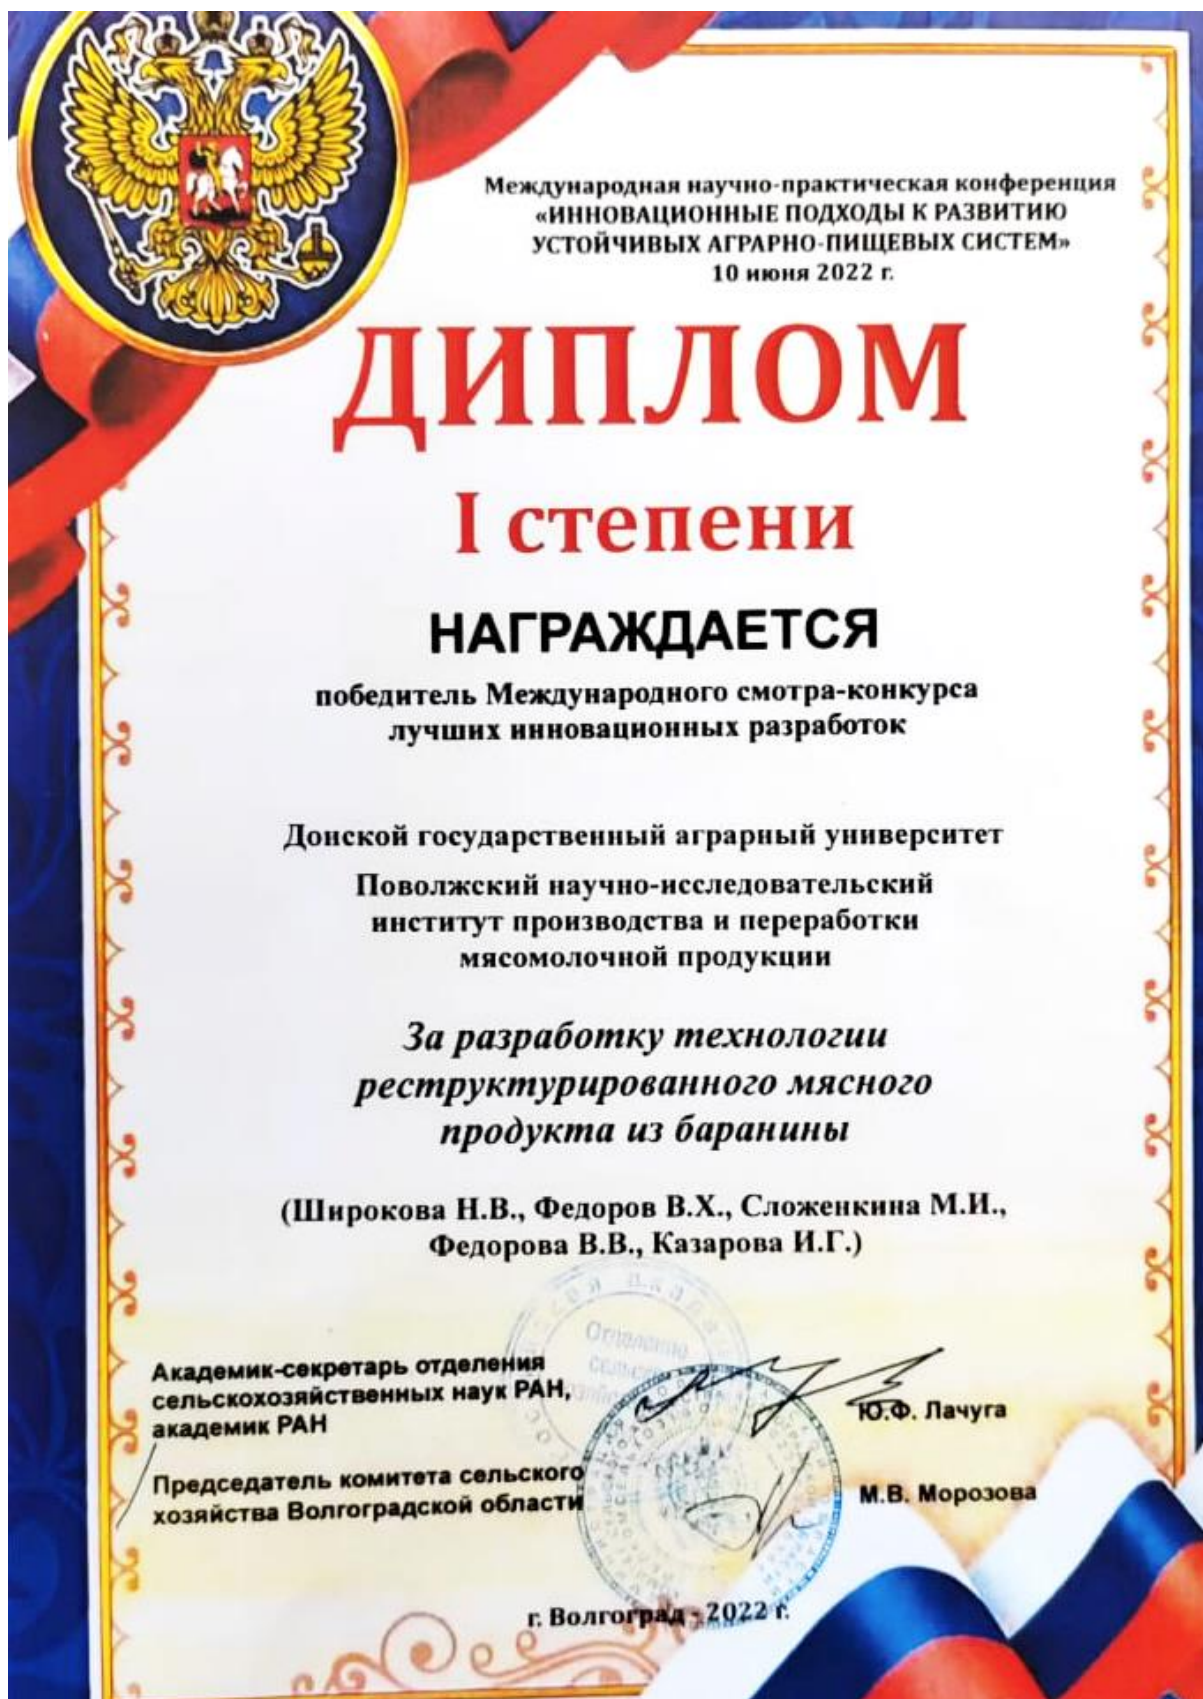 Международная научно-практическая конференция
«ИННОВАЦИОННЫЕ ПОДХОДЫ К РАЗВИТИЮ
УСТОЙЧИВЫХ АГРАРНО-ПИЩЕВЫХ СИСТЕМ»
10 июня 2022 г.
ДИПЛОМ
I степени
НАГРАЖДАЕТСЯ
победитель Международного смотра-конкурса
лучших инновационных разработок
Донской государственный аграрный университет
Поволжский научно-исследовательский
институт производства и переработки
мясомолочной продукции
За разработку технологии
реструктурированного мясного
продукта из баранины
(Широкова Н.В., Федоров В.Х., Сложенкина М.И.,
Федорова В.В., Казарова И.Г.)
Отделение
Академик-секретарь отделения
сельскохозяйственных наук РАН,
академик РАН
Ю.Ф. Лачуга
Председатель комитета сельского
хозяйства Волгоградской области
М.В. Морозова
г. Волгоград - 2022 г.